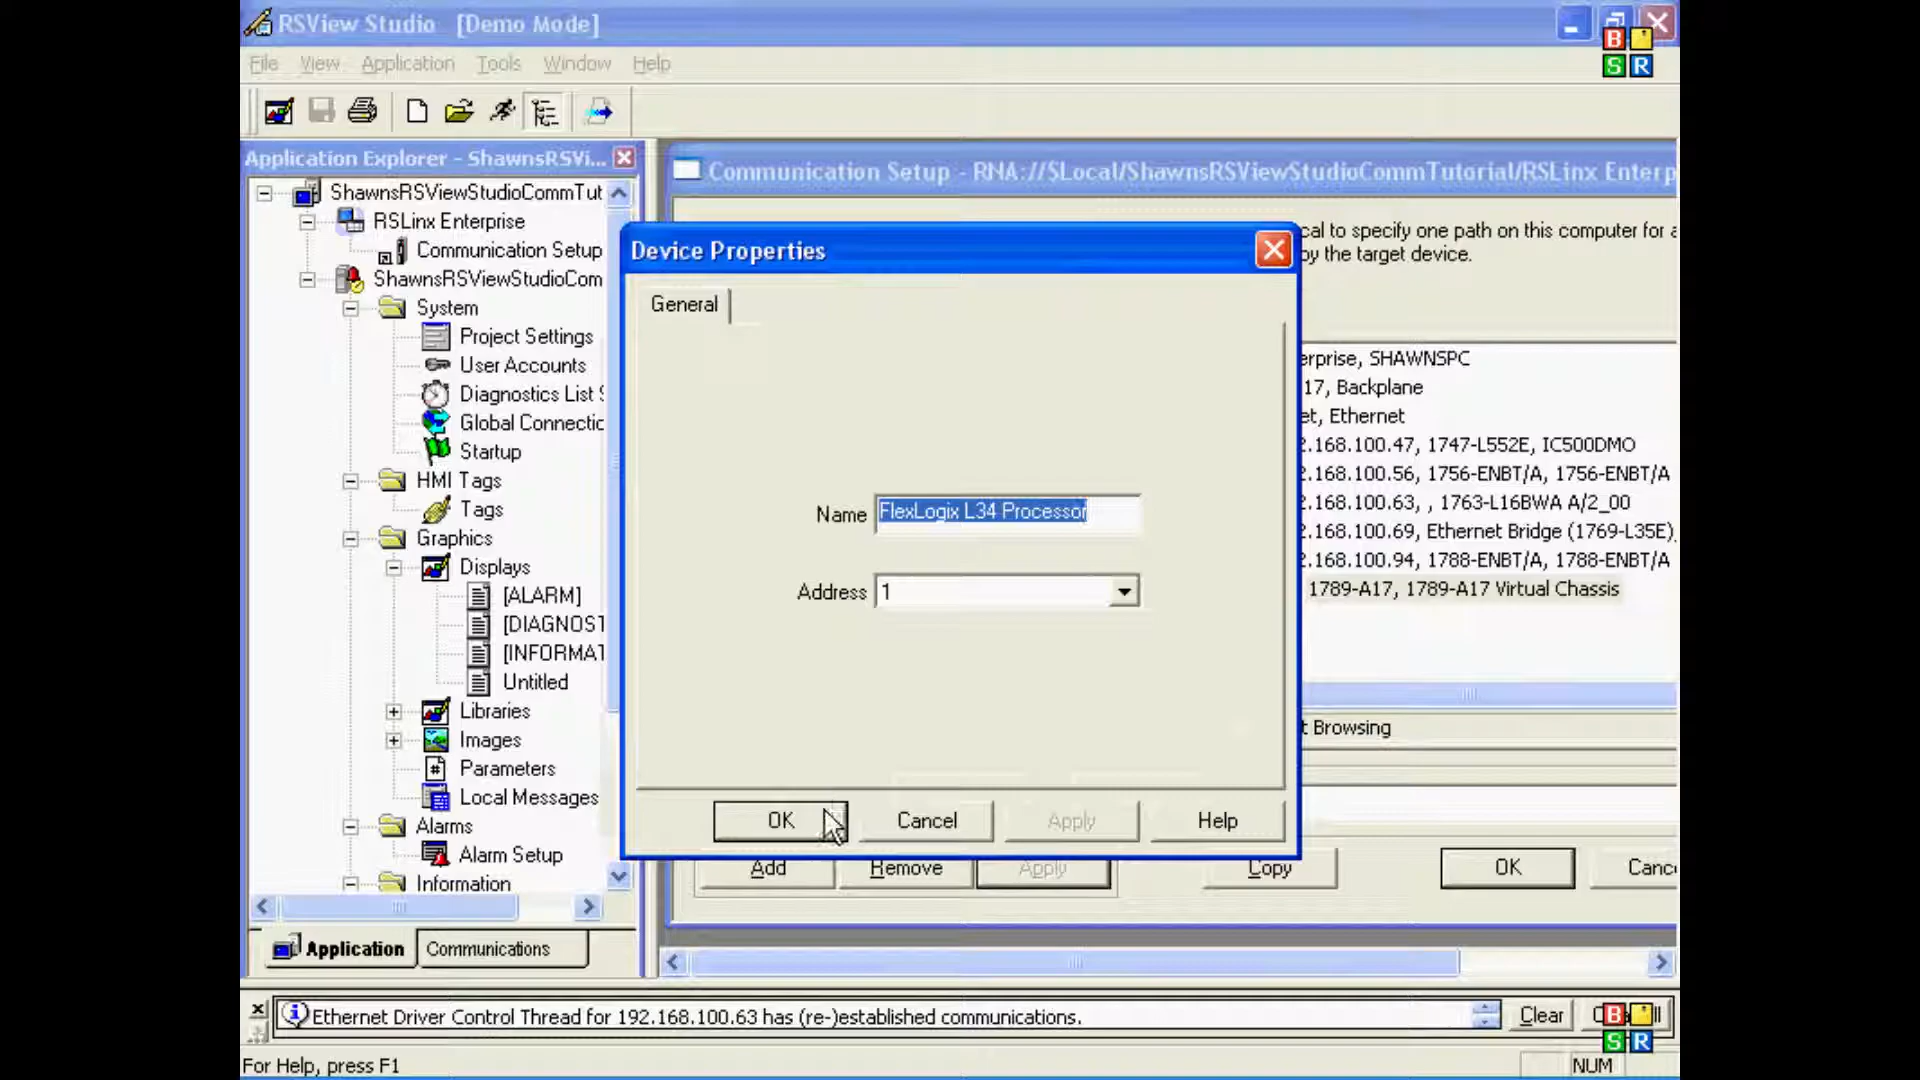 RSView Studio [Demo Mode]
File View Application Tools Window Help
Application Explorer - ShawnsRSVi...
ShawnsRSViewStudioCommTut
RSLinx Enterprise
Communication Setup
ShawnsRSViewStudioCom
System
Project Settings
User Accounts
Diagnostics List
Global Connectic
Startup
HMI Tags
Tags
Graphics
Displays
[ALARM]
[DIAGNOST
[INFORMAT
Untitled
Libraries
Images
Parameters
Local Messages
Alarms
Alarm Setup
Information
Application Communications
Communication Setup - RNA://$Local/ShawnsRSViewStudioCommTutorial/RSLinx Enterp
cal to specify one path on this computer for a
by the target device.
Device Properties
General
Name FlexLogix L34 Processor
Address 1
OK Cancel Apply Help
erprise, SHAWNSPC
17, Backplane
et, Ethernet
2.168.100.47, 1747-L552E, IC500DMO
2.168.100.56, 1756-ENBT/A, 1756-ENBT/A
2.168.100.63, , 1763-L16BWA A/2_00
2.168.100.69, Ethernet Bridge (1769-L35E),
2.168.100.94, 1788-ENBT/A, 1788-ENBT/A
1789-A17, 1789-A17 Virtual Chassis
t Browsing
Add Remove Apply Copy OK Canc
Ethernet Driver Control Thread for 192.168.100.63 has (re-)established communications.
Clear
For Help, press F1
NUM
B
S R
B
S R